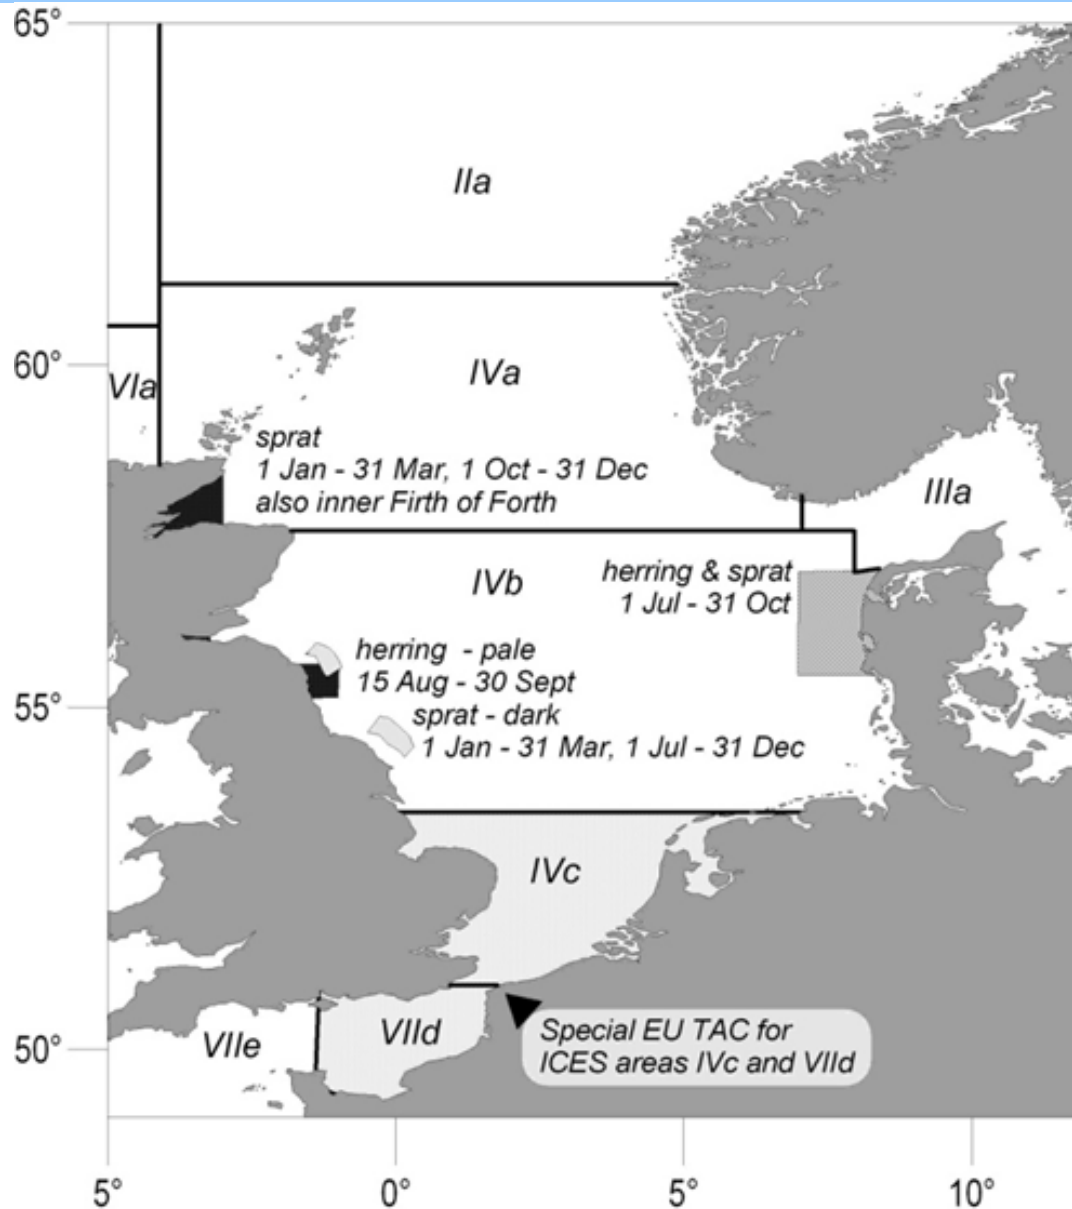 65°
IIa
60°
VIa
IVa
sprat
1 Jan - 31 Mar, 1 Oct - 31 Dec
also inner Firth of Forth
IIIa
IVb
herring & sprat
1 Jul - 31 Oct
herring - pale
15 Aug - 30 Sept
sprat - dark
1 Jan - 31 Mar, 1 Jul - 31 Dec
55°
IVc
50°
VIIe
VIId
Special EU TAC for
ICES areas IVc and VIId
5°
0°
5°
10°